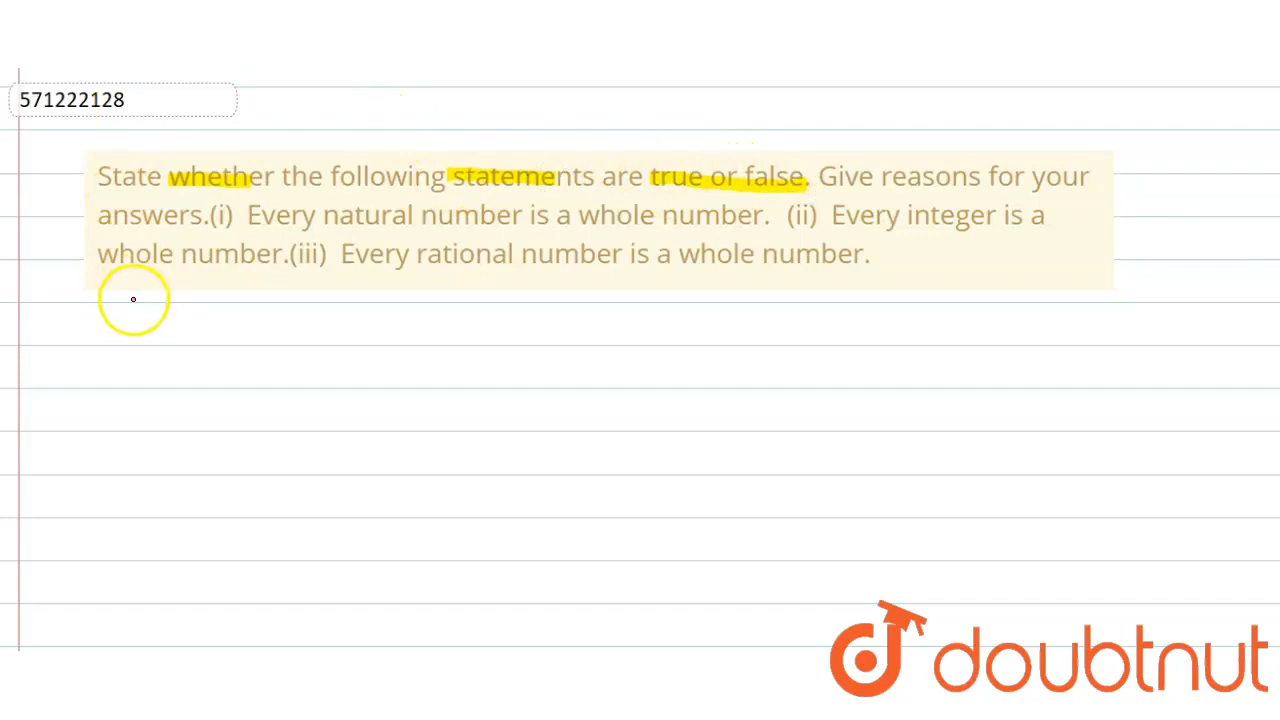 571222128
State whether the following statements are true or false. Give reasons for your
answers.(i) Every natural number is a whole number. (ii) Every integer is a
whole number.(iii) Every rational number is a whole number.
doubtnut